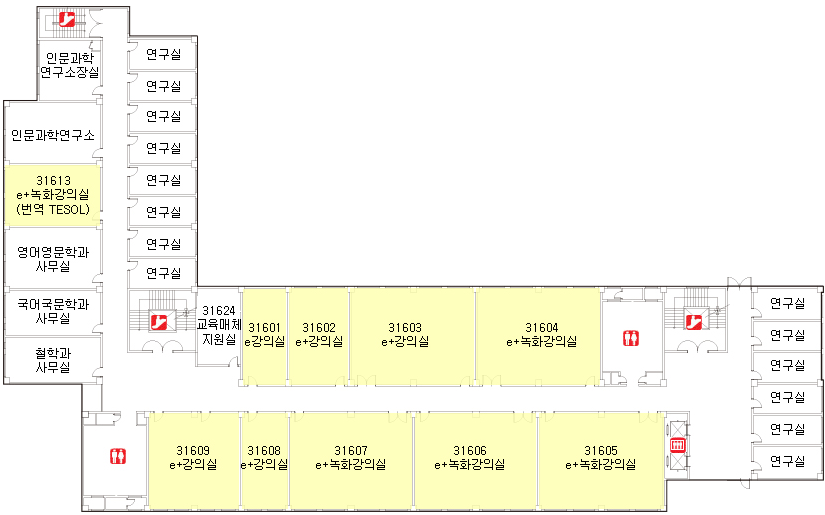 인문과학
연구소장실
연구실
연구실
연구실
연구실
연구실
연구실
연구실
연구실
인문과학연구소
31613
e+녹화강의실
(번역 TESOL)
영어영문학과
사무실
국어국문학과
사무실
철학과
사무실
31624
교육매체
지원실
31601
e강의실
31602
e+강의실
31603
e+강의실
31604
e+녹화강의실
연구실
연구실
연구실
연구실
연구실
연구실
31609
e+강의실
31608
e+강의실
31607
e+녹화강의실
31606
e+녹화강의실
31605
e+녹화강의실